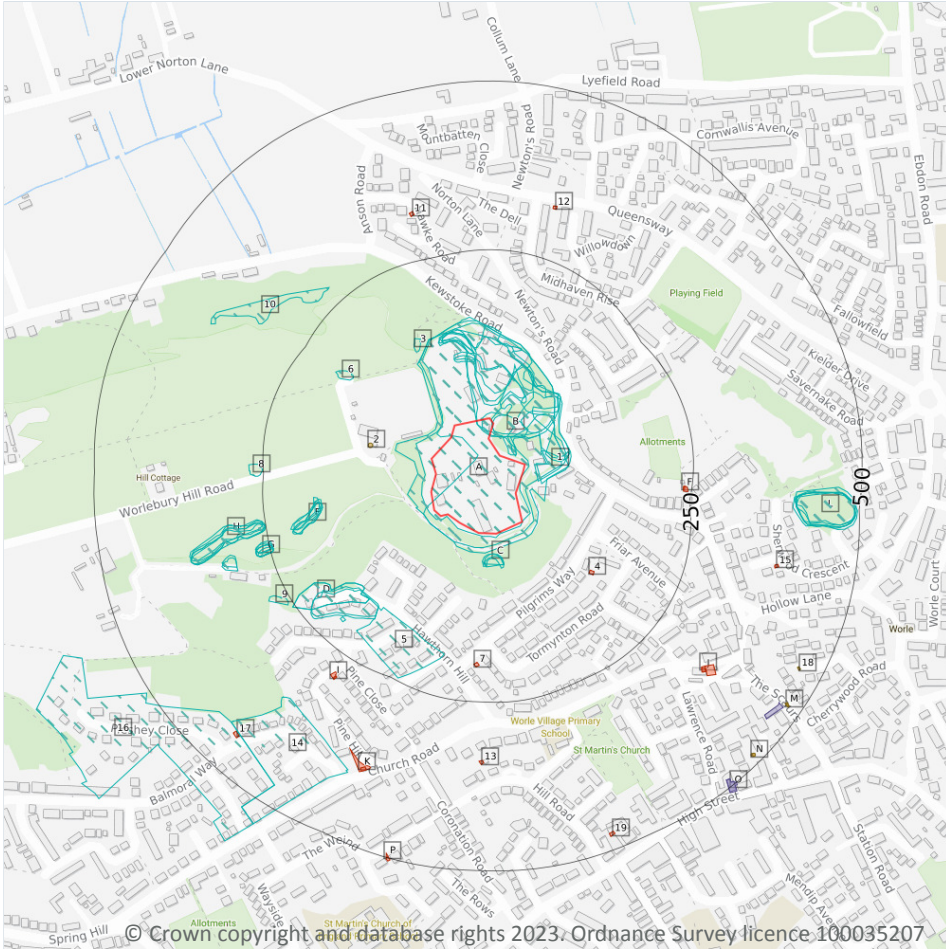 Collum Lane
Lower Norton Lane
Lyefield Road
Mountbatten
Close
Newton's Road
Cornwallis Avenue
Ebdon Road
Anson Road
11
Hawke Road
Norton Lane
The Dell
12
Queensway
Willowdown
Midhaven Rise
Playing Field
Kewstoke Road
Newton's Road
Fallowfield
10
3
6
Kielder Drive
Savernake Road
B
2
A
1
Allotments
8
Hill Cottage
Worlebury Hill Road
F
250
500
L
E
H
G
C
Friar Avenue
4
15
Crescent
Pilgrims Way
D
9
Hollow Lane
Worle Court
Tormynton Road
Worle
5
Hawthorn Hill
7
J
18
Pine Close
The
M
Cherrywood Road
Lawrence Road
Worle Village Primary
School
St Martin's Church
16
Close
17
14
Pine
K
Church Road
13
N
O
High Street
Balmoral Way
Hill Road
19
Coronation Road
The Weind
P
Station Road
The Rows
Mendip
Wayside
Allotments
St Martin's Church of
Spring Hill
© Crown copyright and database rights 2023. Ordnance Survey licence 100035207